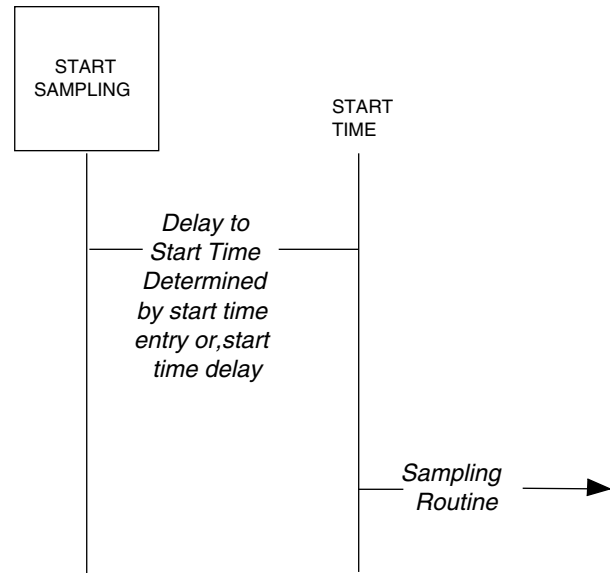 START
SAMPLING
START
TIME
Delay to
Start Time
Determined
by start time
entry or,start
time delay
Sampling
Routine